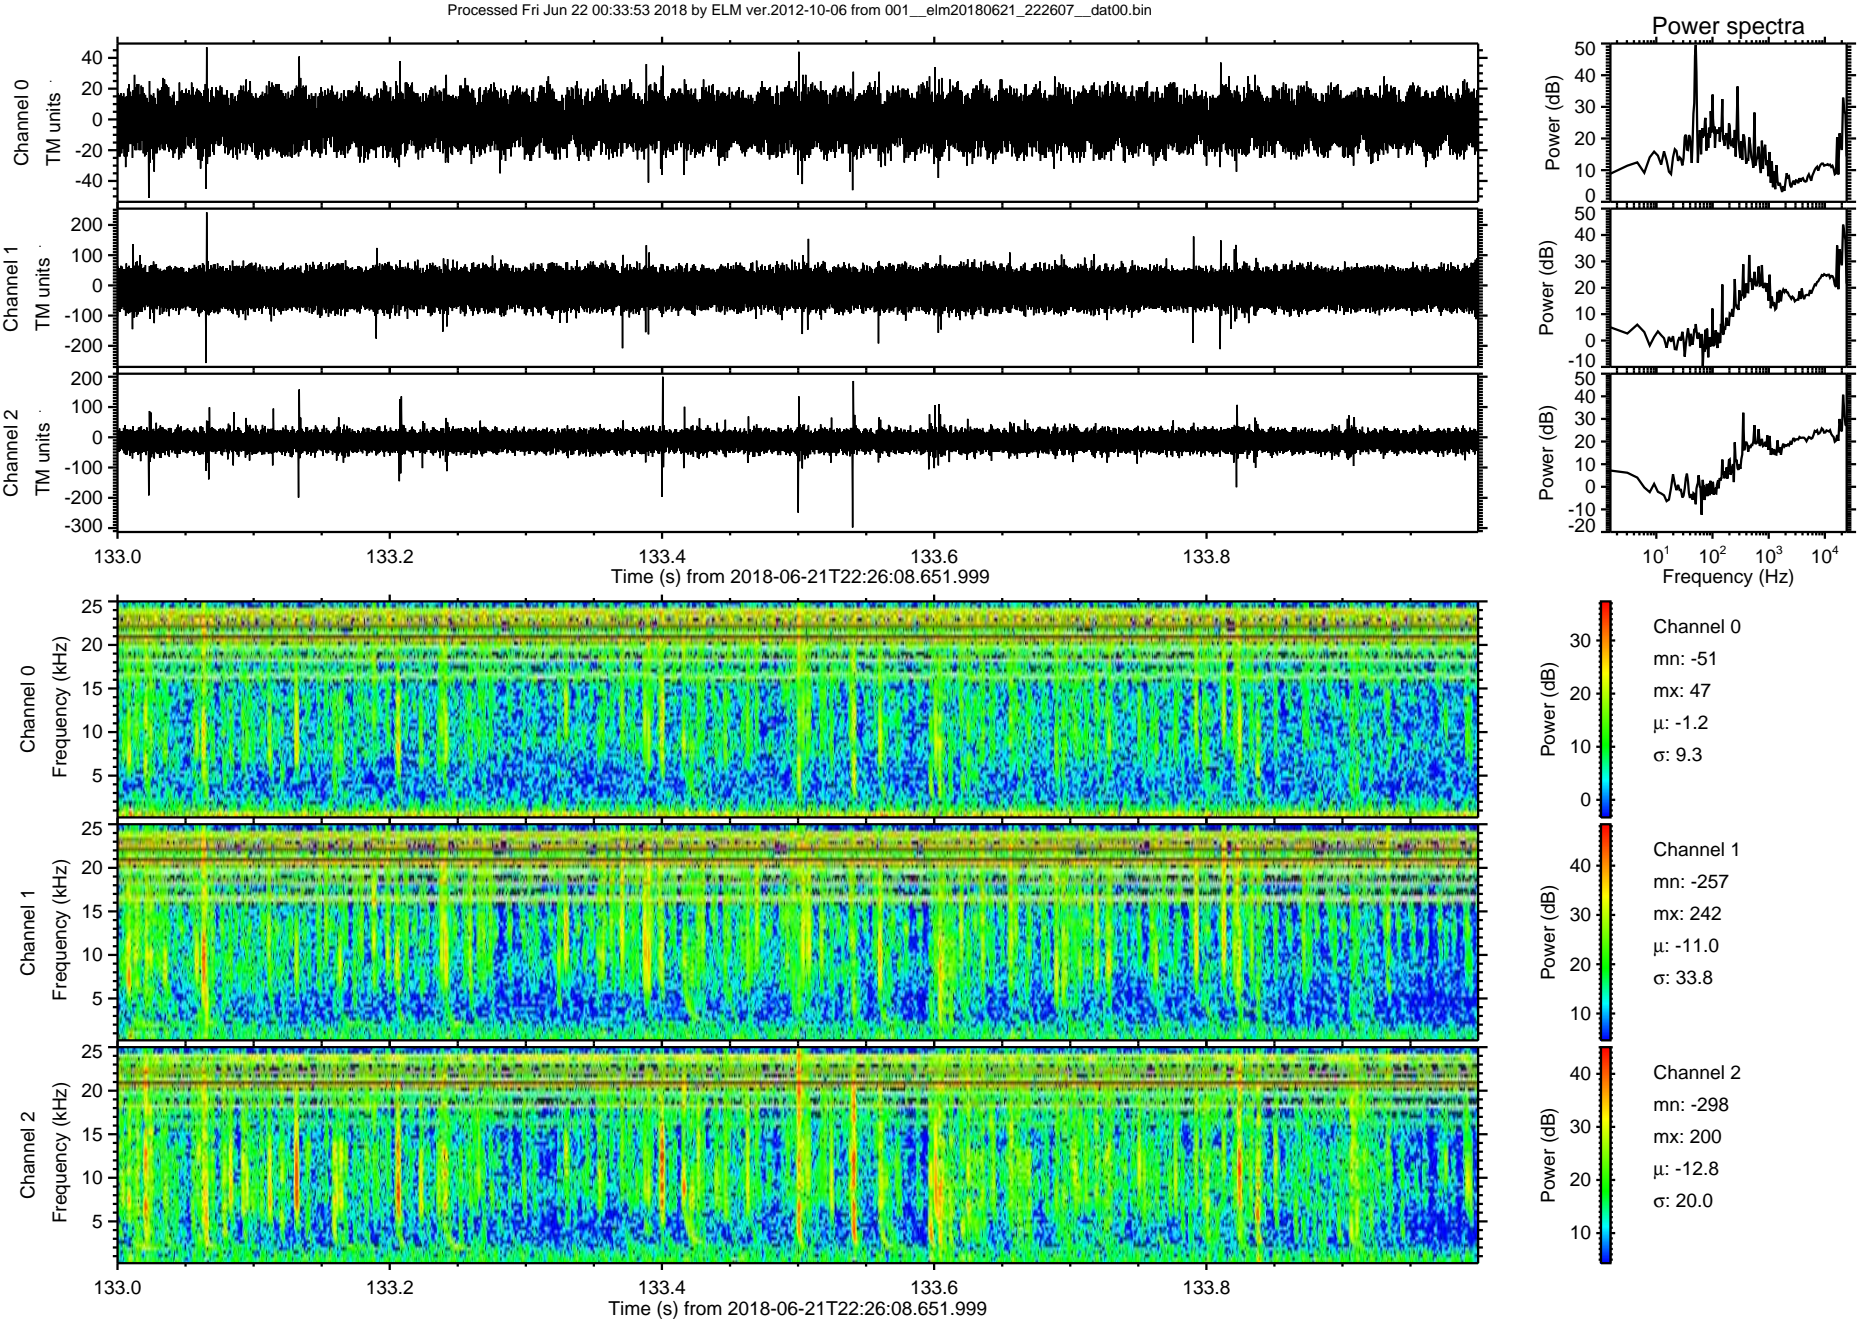 Processed Fri Jun 22 00:33:53 2018 by ELM ver.2012-10-06 from 001__elm20180621_222607__dat00.bin
Power spectra
Channel 0
TM units
40
20
0
-20
-40
Power (dB)
50
40
30
20
10
0
Channel 1
TM units
200
100
0
-100
-200
Power (dB)
50
40
30
20
10
0
-10
Channel 2
TM units
200
100
0
-100
-200
-300
Power (dB)
50
40
30
20
10
0
-10
-20
133.0 133.2 133.4 133.6 133.8
Time (s) from 2018-06-21T22:26:08.651.999
10¹ 10² 10³ 10⁴
Frequency (Hz)
Channel 0
Frequency (kHz)
25
20
15
10
5
Power (dB)
30
20
10
0
Channel 0
mn: -51
mx: 47
μ: -1.2
σ: 9.3
Channel 1
Frequency (kHz)
25
20
15
10
5
Power (dB)
40
30
20
10
Channel 1
mn: -257
mx: 242
μ: -11.0
σ: 33.8
Channel 2
Frequency (kHz)
25
20
15
10
5
Power (dB)
40
30
20
10
Channel 2
mn: -298
mx: 200
μ: -12.8
σ: 20.0
133.0 133.2 133.4 133.6 133.8
Time (s) from 2018-06-21T22:26:08.651.999